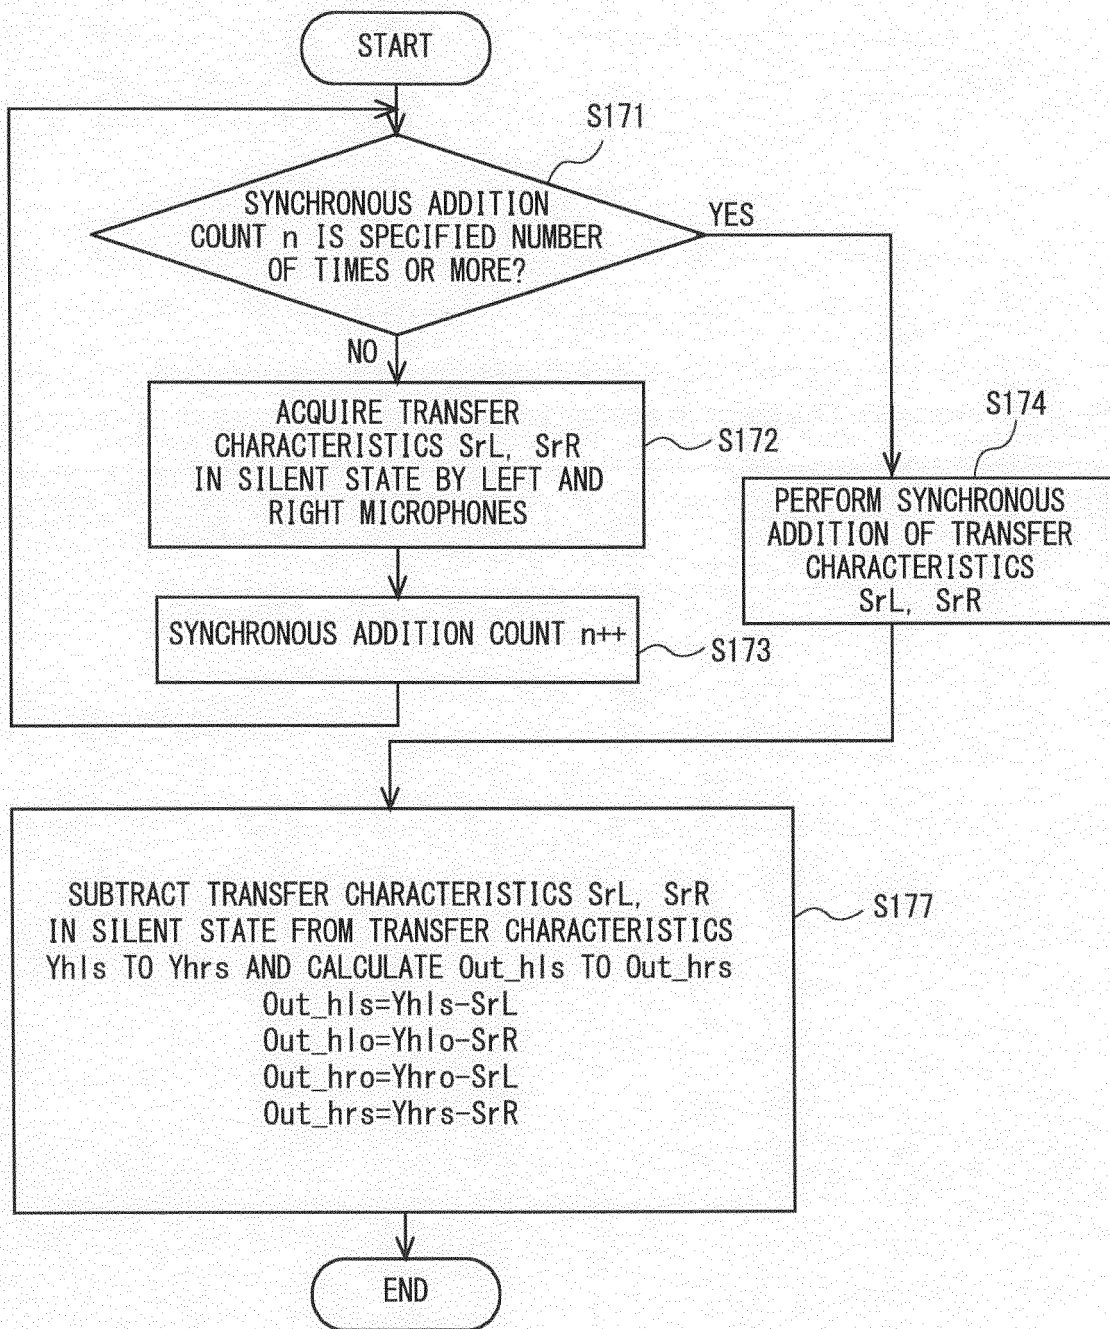 START
S171
SYNCHRONOUS ADDITION
COUNT n IS SPECIFIED NUMBER
OF TIMES OR MORE?
YES
NO
ACQUIRE TRANSFER
CHARACTERISTICS SrL, SrR
IN SILENT STATE BY LEFT AND
RIGHT MICROPHONES
S172
S174
PERFORM SYNCHRONOUS
ADDITION OF TRANSFER
CHARACTERISTICS
SrL, SrR
SYNCHRONOUS ADDITION COUNT n++
S173
SUBTRACT TRANSFER CHARACTERISTICS SrL, SrR
IN SILENT STATE FROM TRANSFER CHARACTERISTICS
Yhls TO Yhrs AND CALCULATE Out_hls TO Out_hrs
Out_hls=Yhls-SrL
Out_hlo=Yhlo-SrR
Out_hro=Yhro-SrL
Out_hrs=Yhrs-SrR
S177
END